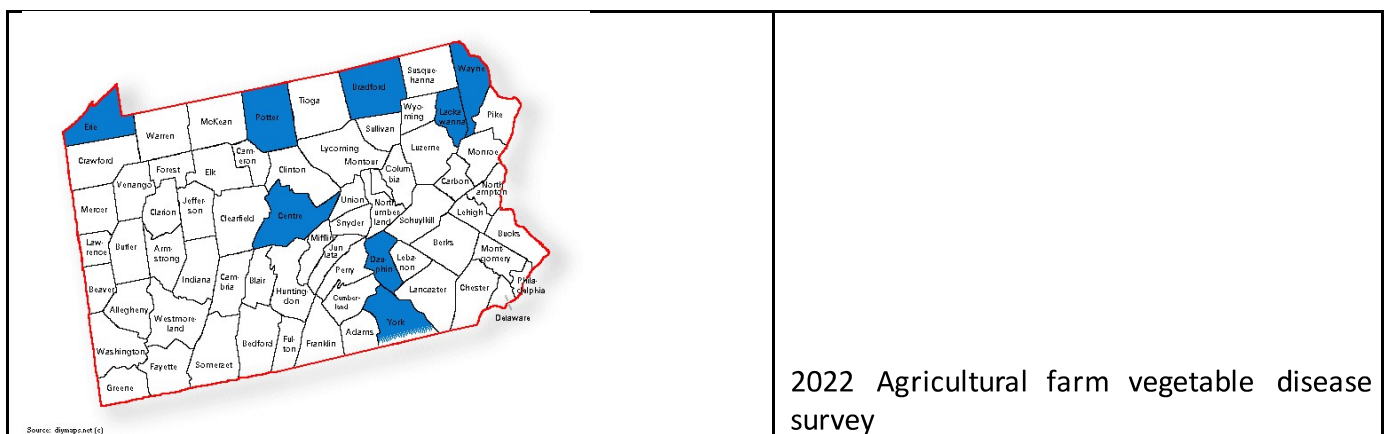 Wayne
Susque-
hanna
Bradford
Tioga
Potter
McKean
Warren
Erie
Wyo-
ming
Lacka
wanna
Pike
Sullivan
Crawford
Cam-
eron
Lycoming
Luzerne
Monroe
Forest
Elk
Clinton
Montour
Colum
bia
Venango
Carbon
North
ampton
Mercer
Clarion
Jeffer-
son
Clearfield
Centre
Union
North
umber
land
Snyder
Schuylkill
Lehigh
Law-
rence
Butler
Arm-
strong
Mifflin
Jun
iata
Dau-
phin
Leba-
non
Berks
Bucks
Mont-
gomery
Perry
Indiana
Cam-
bria
Blair
Hunting-
don
Beaver
Cumber-
land
Lancaster
Chester
Phila-
delphia
Allegheny
Westmore-
land
Delaware
York
Adams
Washington
Bedford
Ful-
ton
Franklin
Fayette
Somerset
Greene
Source: diymaps.net (c)
2022 Agricultural farm vegetable disease
survey